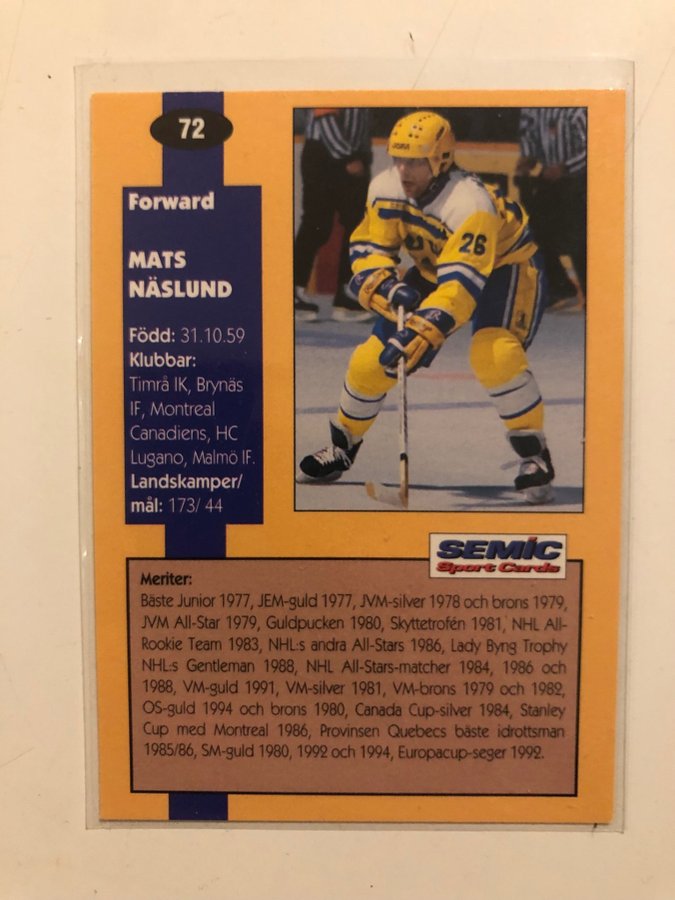 72
Forward
MATS
NÄSLUND
Född: 31.10.59
Klubbar:
Timrå IK, Brynäs
IF, Montreal
Canadiens, HC
Lugano, Malmö IF.
Landskamper/
mål: 173/ 44
JOFA
26
SEMIC
Sport Cards
Meriter:
Bäste Junior 1977, JEM-guld 1977, JVM-silver 1978 och brons 1979,
JVM All-Star 1979, Guldpucken 1980, Skyttetrofén 1981, NHL All-
Rookie Team 1983, NHL:s andra All-Stars 1986, Lady Byng Trophy
NHL:s Gentleman 1988, NHL All-Stars-matcher 1984, 1986 och
1988, VM-guld 1991, VM-silver 1981, VM-brons 1979 och 1982,
OS-guld 1994 och brons 1980, Canada Cup-silver 1984, Stanley
Cup med Montreal 1986, Provinsen Quebecs bäste idrottsman
1985/86, SM-guld 1980, 1992 och 1994, Europacup-seger 1992.